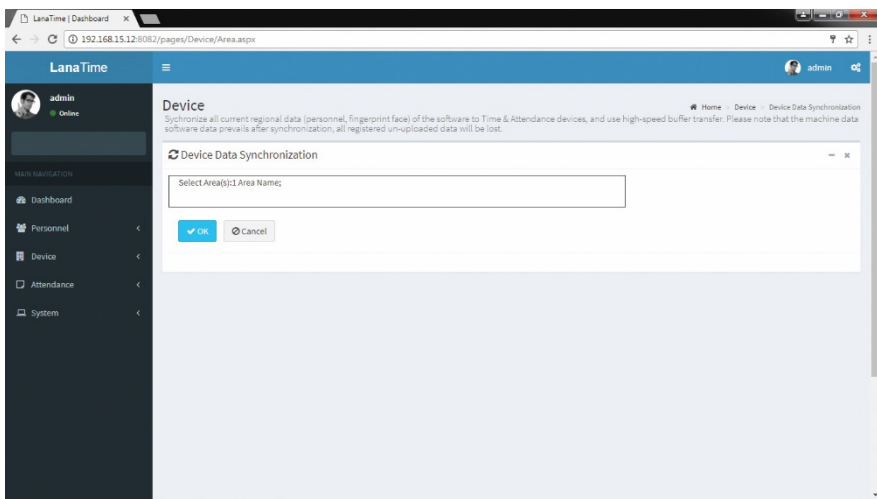 LanaTime | Dashboard
192.168.15.12:8082/pages/Device/Area.aspx
LanaTime
admin
admin
Online
Device
Home > Device > Device Data Synchronization
Sychronize all current regional data (personnel, fingerprint face) of the software to Time & Attendance devices, and use high-speed buffer transfer. Please note that the machine data
software data prevails after synchronization, all registered un-uploaded data will be lost.
MAIN NAVIGATION
Dashboard
Personnel
Device
Attendance
System
Device Data Synchronization
Select Area(s):1 Area Name;
OK
Cancel